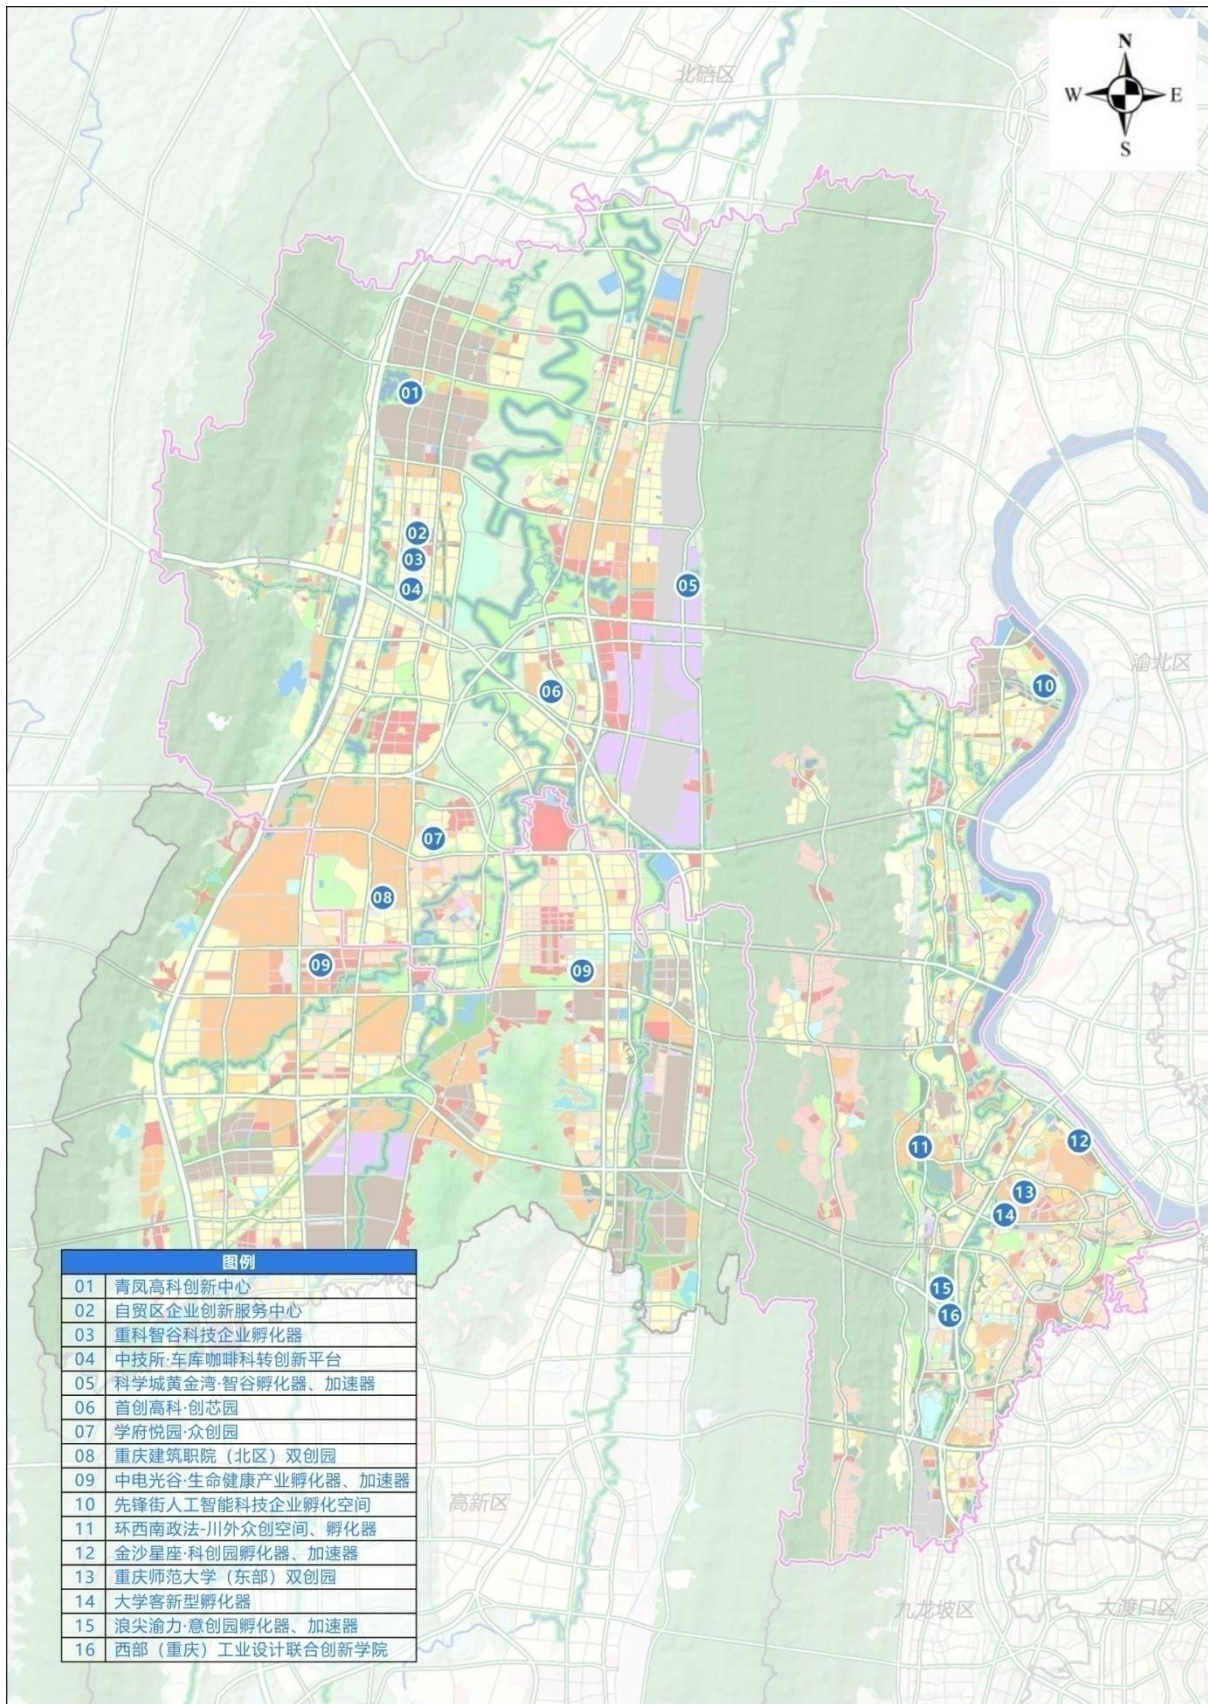 N
W
E
S
北碚区
01
02
03
04
05
06
渝北区
10
07
08
09
09
11
12
13
14
15
16
高新区
九龙坡区
大渡口区
图例
01 青凤高科创新中心
02 自贸区企业创新服务中心
03 重科智谷科技企业孵化器
04 中技所·车库咖啡科转创新平台
05 科学城黄金湾·智谷孵化器、加速器
06 首创高科·创芯园
07 学府悦园·众创园
08 重庆建筑职院（北区）双创园
09 中电光谷·生命健康产业孵化器、加速器
10 先锋街人工智能科技企业孵化空间
11 环西南政法-川外众创空间、孵化器
12 金沙星座·科创园孵化器、加速器
13 重庆师范大学（东部）双创园
14 大学客新型孵化器
15 浪尖渝力·意创园孵化器、加速器
16 西部（重庆）工业设计联合创新学院